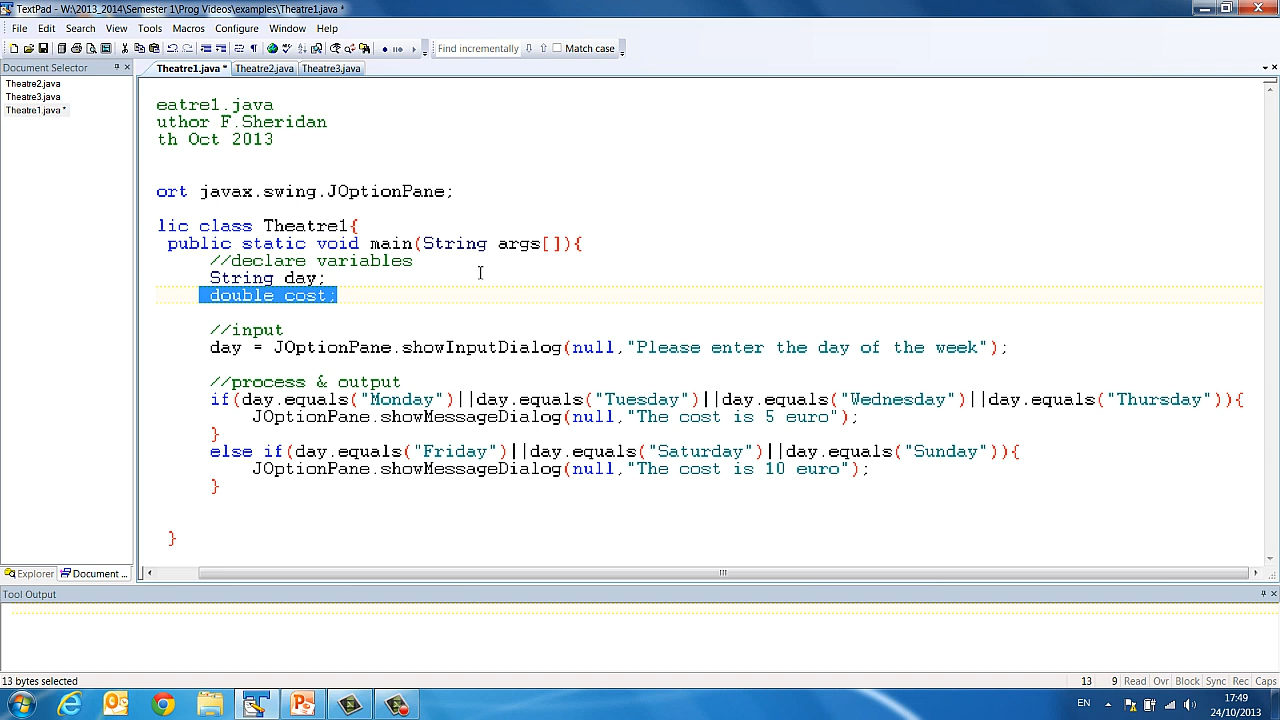 TextPad - W:\2013_2014\Semester 1\Prog Videos\examples\Theatre1.java *
File Edit Search View Tools Macros Configure Window Help
Find incrementally Match case
Document Selector
Theatre1.java * Theatre2.java Theatre3.java
Theatre2.java
Theatre3.java
Theatre1.java *
eatre1.java
uthor F.Sheridan
th Oct 2013
ort javax.swing.JOptionPane;
lic class Theatre1{
public static void main(String args[]){
//declare variables
String day;
double cost;
//input
day = JOptionPane.showInputDialog(null,"Please enter the day of the week");
//process & output
if(day.equals("Monday")||day.equals("Tuesday")||day.equals("Wednesday")||day.equals("Thursday")){
JOptionPane.showMessageDialog(null,"The cost is 5 euro");
}
else if(day.equals("Friday")||day.equals("Saturday")||day.equals("Sunday")){
JOptionPane.showMessageDialog(null,"The cost is 10 euro");
}
}
Explorer Document ...
Tool Output
13 bytes selected 13 9 Read Ovr Block Sync Rec Caps
EN 17:49
24/10/2013